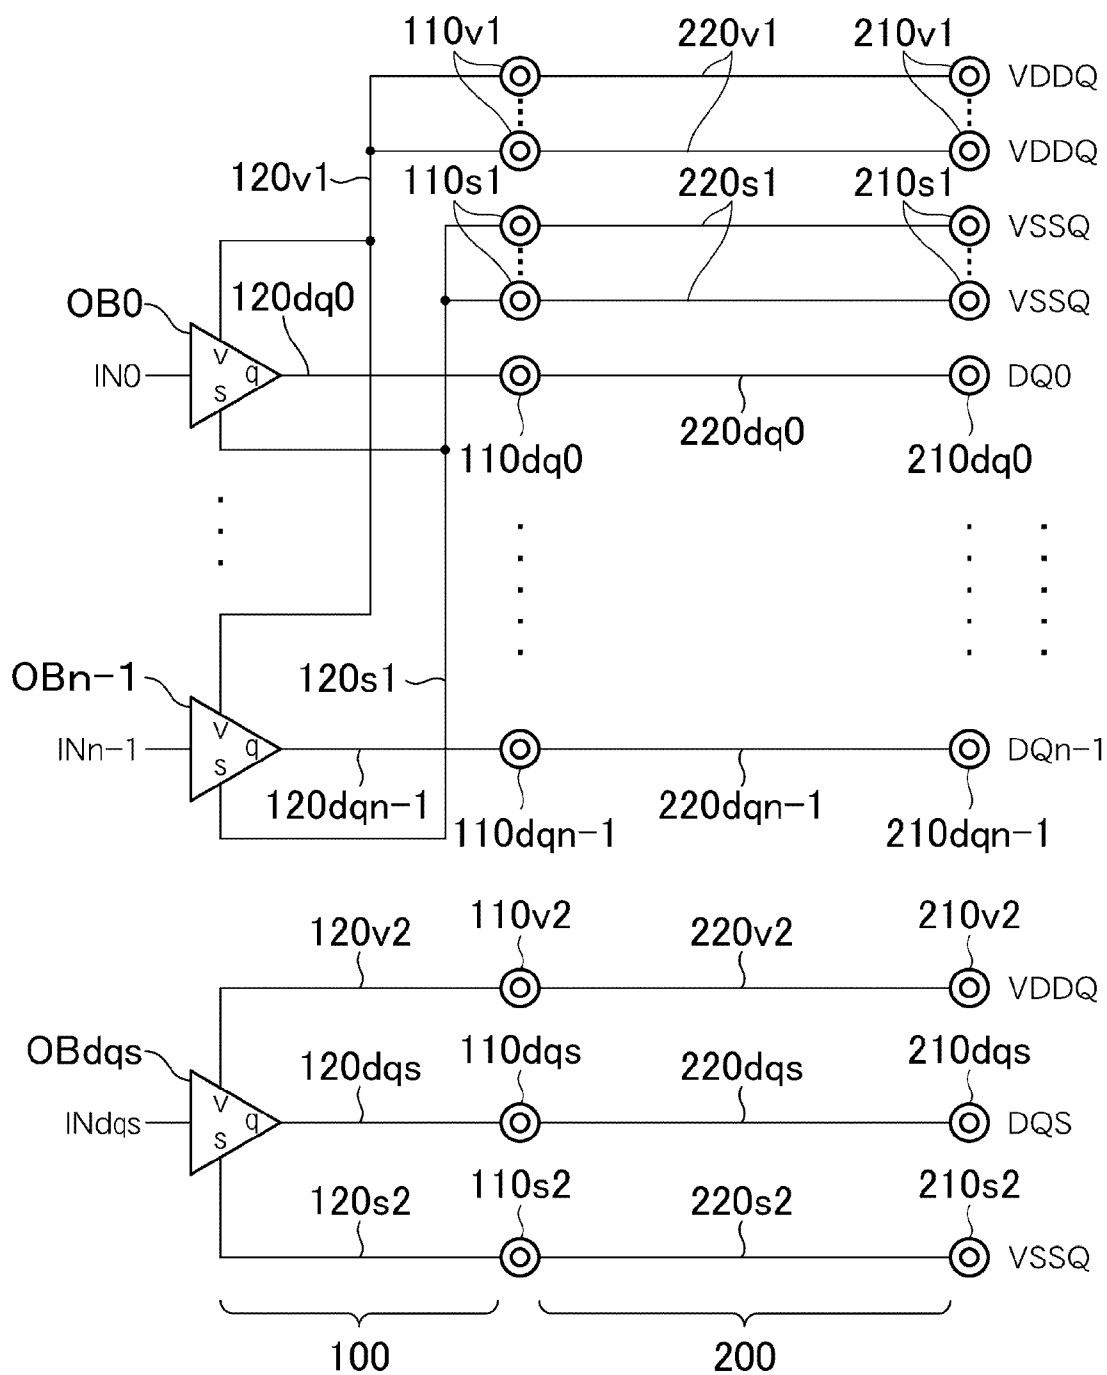 110v1 220v1 210v1
VDDQ
VDDQ
120v1 110s1 220s1 210s1
VSSQ
OB0 120dq0 VSSQ
v
IN0 q DQ0
s
110dq0 220dq0 210dq0
OBn-1 120s1
v
INn-1 q DQn-1
s
120dqn-1 110dqn-1 220dqn-1 210dqn-1
120v2 110v2 220v2 210v2
VDDQ
OBdqs 120dqs 110dqs 220dqs 210dqs
v
INdqs q DQS
s
120s2 110s2 220s2 210s2
VSSQ
100 200